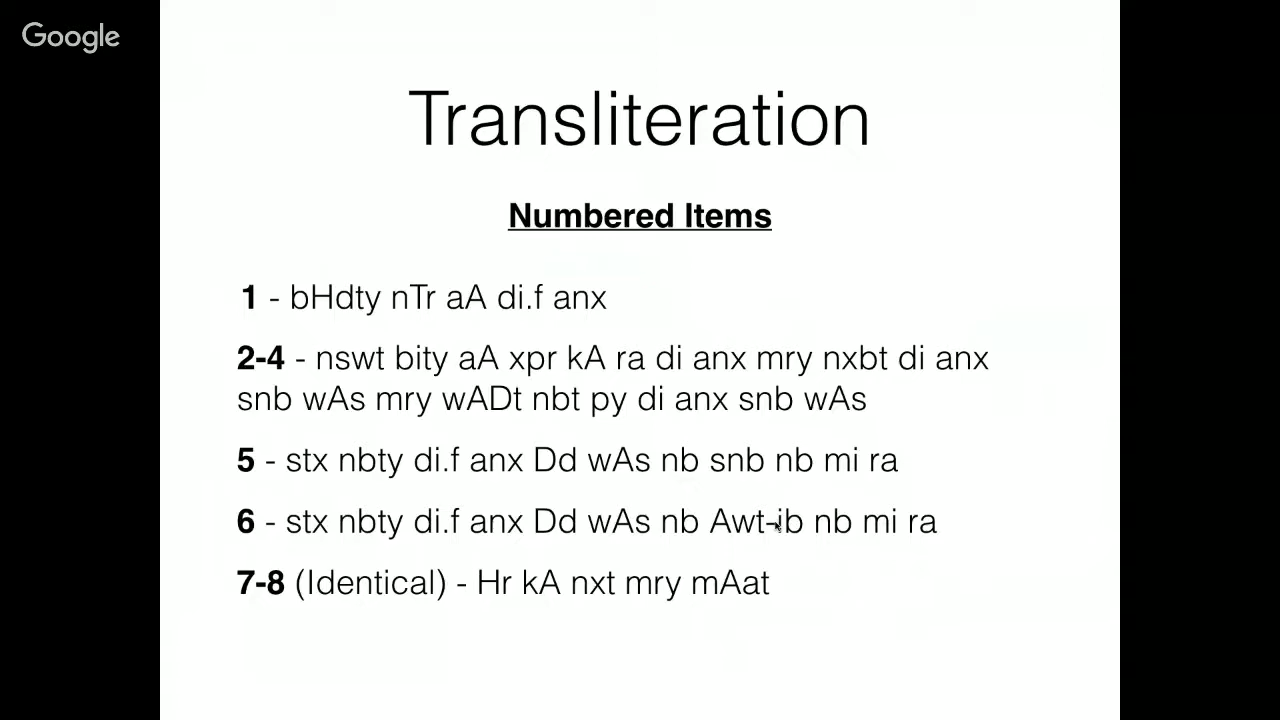 Google
Transliteration
Numbered Items
1 - bHdty nTr aA di.f anx
2-4 - nswt bity aA xpr kA ra di anx mry nxbt di anx
snb wAs mry wADt nbt py di anx snb wAs
5 - stx nbty di.f anx Dd wAs nb snb nb mi ra
6 - stx nbty di.f anx Dd wAs nb Awt-ib nb mi ra
7-8 (Identical) - Hr kA nxt mry mAat